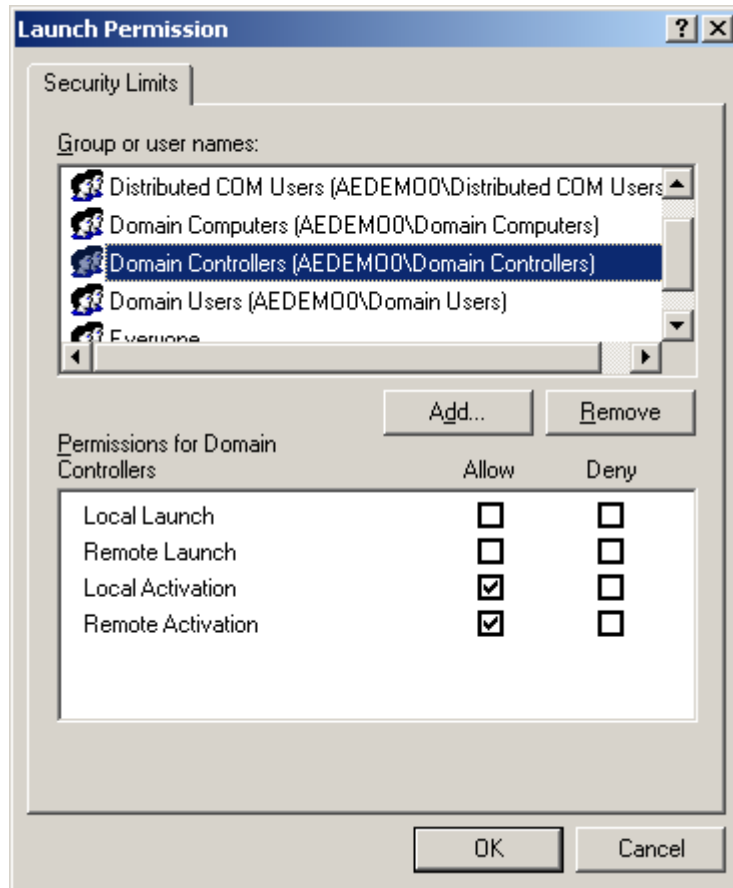 Launch Permission
Security Limits
Group or user names:
Distributed COM Users (AEDEMO0\Distributed COM Users
Domain Computers (AEDEMO0\Domain Computers)
Domain Controllers (AEDEMO0\Domain Controllers)
Domain Users (AEDEMO0\Domain Users)
Everyone
Add... Remove
Permissions for Domain
Controllers Allow Deny
Local Launch
Remote Launch
Local Activation
Remote Activation
OK Cancel